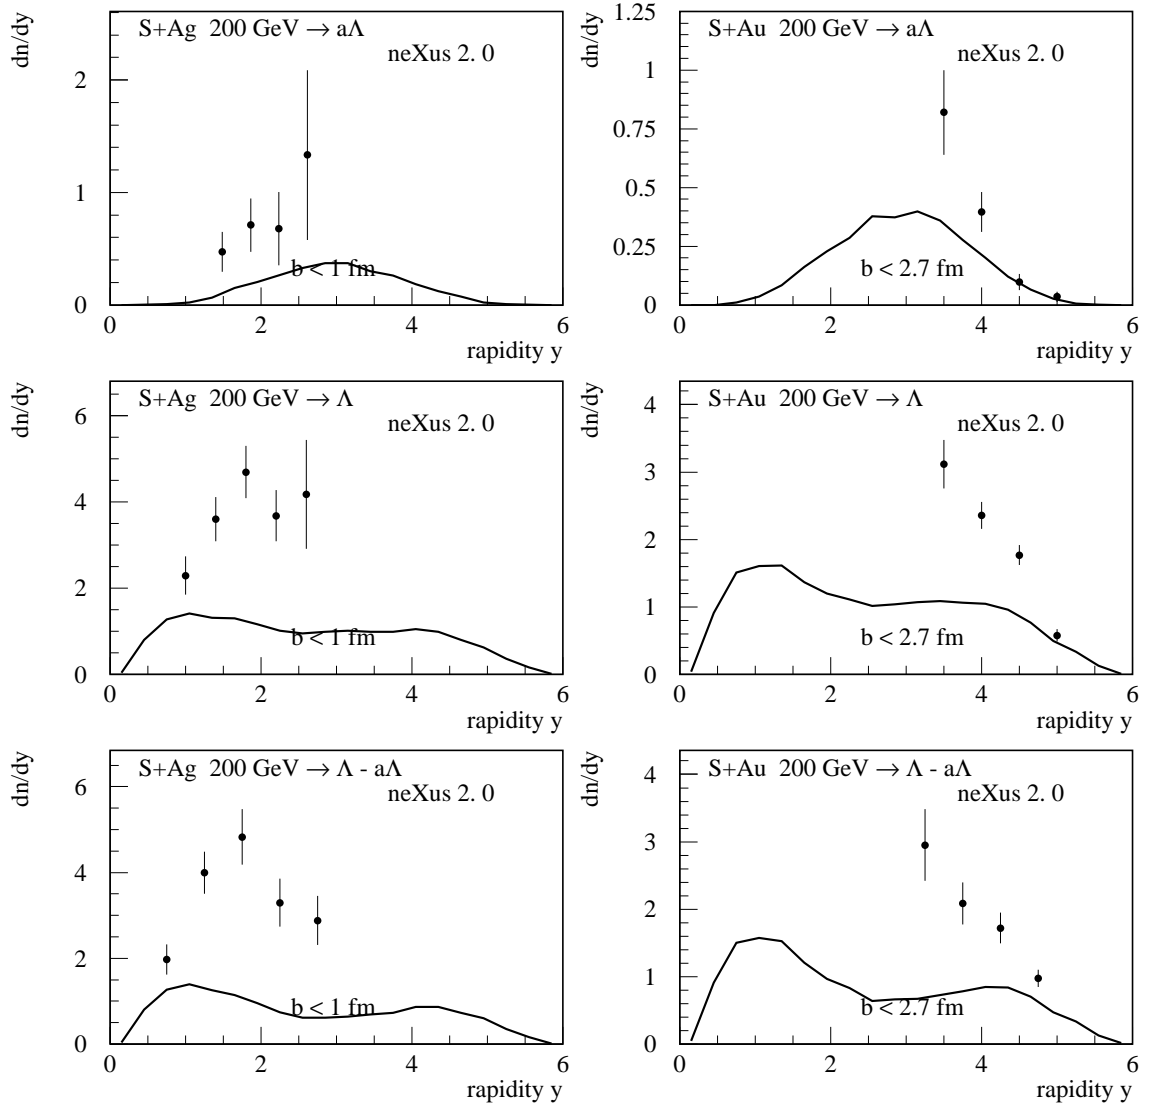 dn/dy
S+Ag 200 GeV → aΛ
neXus 2. 0
2
1
0
b < 1 fm
0 2 4 6
rapidity y
dn/dy
1.25
S+Au 200 GeV → aΛ
neXus 2. 0
1
0.75
0.5
0.25
0
b < 2.7 fm
0 2 4 6
rapidity y
dn/dy
S+Ag 200 GeV → Λ
neXus 2. 0
6
4
2
0
b < 1 fm
0 2 4 6
rapidity y
dn/dy
S+Au 200 GeV → Λ
neXus 2. 0
4
3
2
1
0
b < 2.7 fm
0 2 4 6
rapidity y
dn/dy
S+Ag 200 GeV → Λ - aΛ
neXus 2. 0
6
4
2
0
b < 1 fm
0 2 4 6
rapidity y
dn/dy
S+Au 200 GeV → Λ - aΛ
neXus 2. 0
4
3
2
1
0
b < 2.7 fm
0 2 4 6
rapidity y